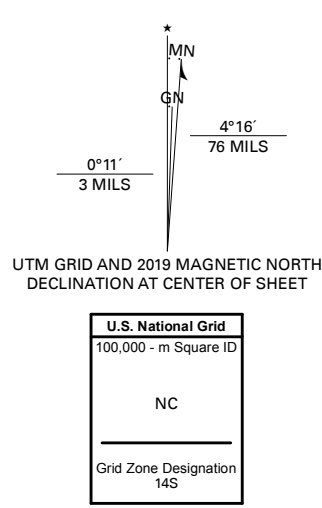 ★
MN
GN
4°16´
76 MILS
0°11´
3 MILS
UTM GRID AND 2019 MAGNETIC NORTH
DECLINATION AT CENTER OF SHEET
U.S. National Grid
100,000 - m Square ID
NC
Grid Zone Designation
14S